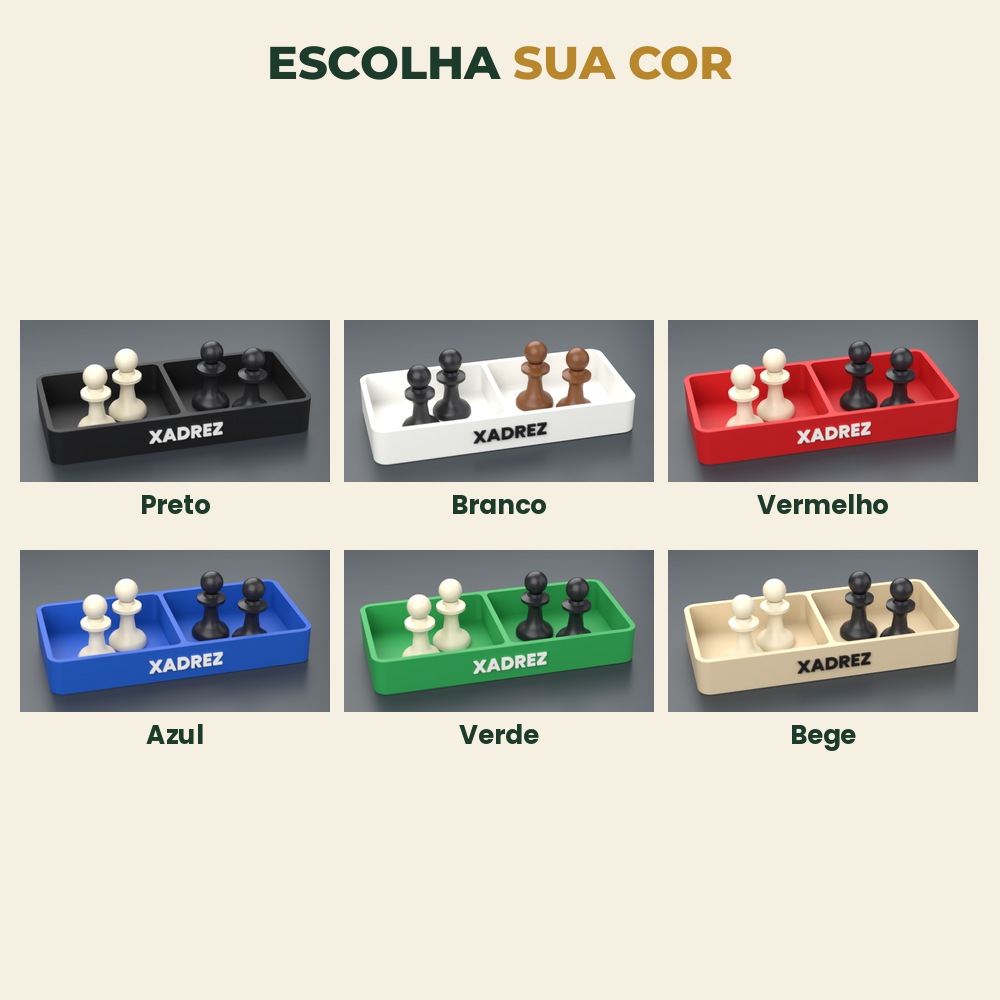 ESCOLHA SUA COR
XADREZ
XADREZ
XADREZ
Preto
Branco
Vermelho
XADREZ
XADREZ
XADREZ
Azul
Verde
Bege